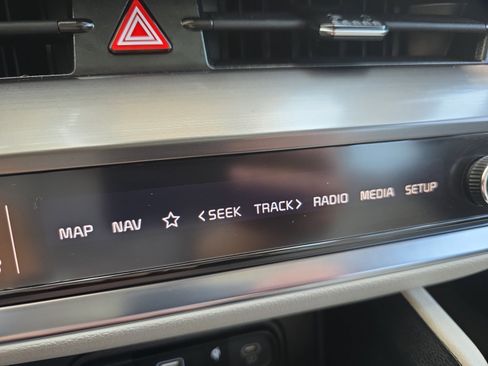 MAP NAV ☆ <SEEK TRACK> RADIO MEDIA SETUP